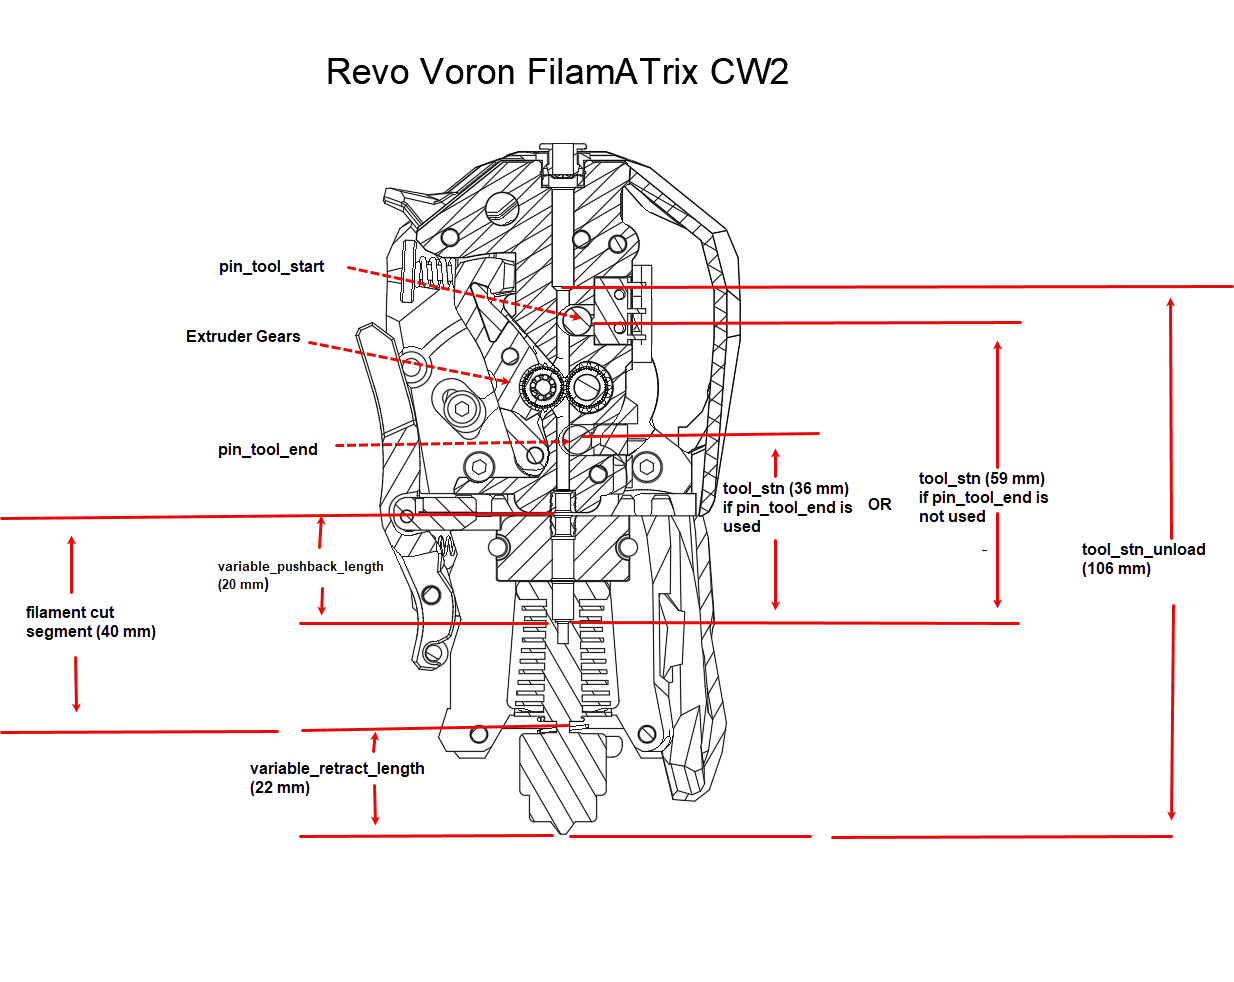 Revo Voron FilamATrix CW2
pin_tool_start
Extruder Gears
pin_tool_end
tool_stn (36 mm)
if pin_tool_end is
used
OR
tool_stn (59 mm)
if pin_tool_end is
not used
-
tool_stn_unload
(106 mm)
variable_pushback_length
(20 mm)
filament cut
segment (40 mm)
variable_retract_length
(22 mm)